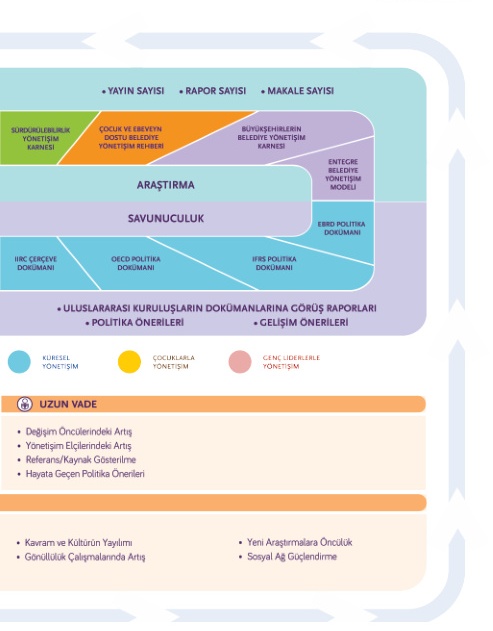 • YAYIN SAYISI • RAPOR SAYISI • MAKALE SAYISI
SÜRDÜRÜLEBİLİRLİK
YÖNETİŞİM
KARNESİ
ÇOCUK VE EBEVEYN
DOSTU BELEDİYE
YÖNETİŞİM REHBERİ
BÜYÜKŞEHİRLERİN
BELEDİYE YÖNETİŞİM
KARNESİ
ENTEGRE
BELEDİYE
YÖNETİŞİM
MODELİ
ARAŞTIRMA
SAVUNUCULUK
EBRD POLİTİKA
DOKÜMANI
IIRC ÇERÇEVE
DOKÜMANI
OECD POLİTİKA
DOKÜMANI
IFRS POLİTİKA
DOKÜMANI
• ULUSLARARASI KURULUŞLARIN DOKÜMANLARINA GÖRÜŞ RAPORLARI
• POLİTİKA ÖNERİLERİ • GELİŞİM ÖNERİLERİ
KÜRESEL
YÖNETİŞİM
ÇOCUKLARLA
YÖNETİŞİM
GENÇ LİDERLERLE
YÖNETİŞİM
UZUN VADE
• Değişim Öncülerindeki Artış
• Yönetişim Elçilerindeki Artış
• Referans/Kaynak Gösterilme
• Hayata Geçen Politika Önerileri
• Kavram ve Kültürün Yayılımı
• Gönüllülük Çalışmalarında Artış
• Yeni Araştırmalara Öncülük
• Sosyal Ağ Güçlendirme